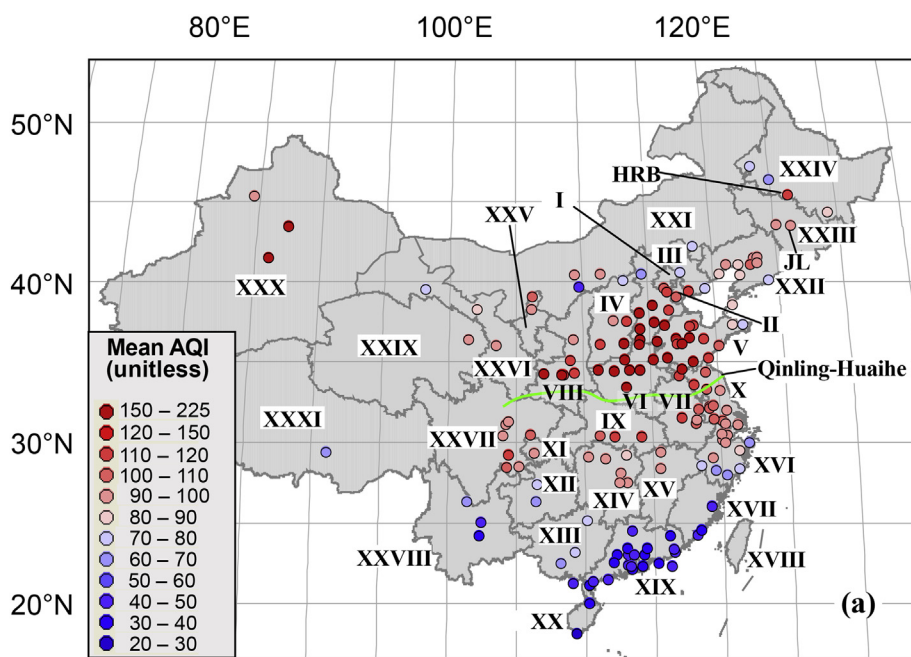 80°E 100°E 120°E
50°N
XXIV
HRB
I
XXV
XXI
XXIII
III
JL
40°N
XXII
XXX
IV
II
Mean AQI
(unitless)
XXIX
V
XXVI
Qinling-Huaihe
VIII
VI VII
X
150 – 225
120 – 150
110 – 120
100 – 110
90 – 100
80 – 90
70 – 80
60 – 70
50 – 60
40 – 50
30 – 40
20 – 30
XXXI
IX
30°N
XXVII
XI
XVI
XII
XV
XIV
XVII
XIII
XXVIII
XVIII
XIX
20°N
XX
(a)